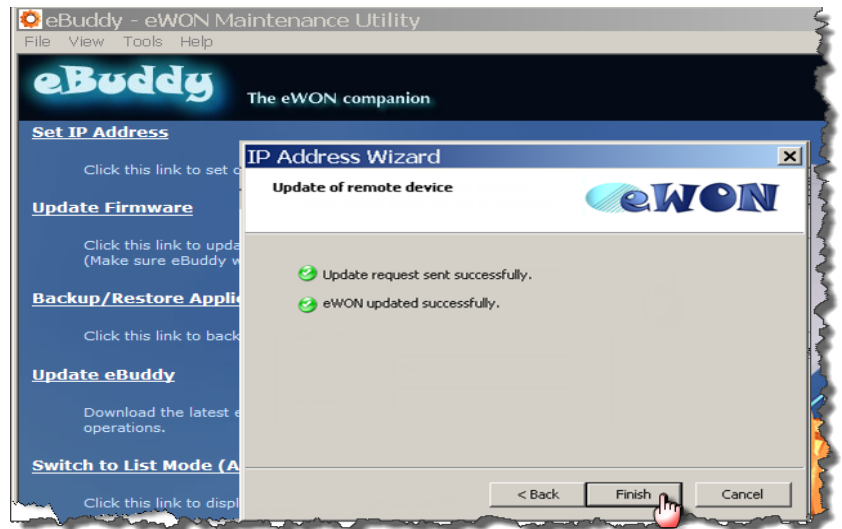 eBuddy - eWON Maintenance Utility
File View Tools Help
eBuddy
The eWON companion
Set IP Address
Click this link to set
Update Firmware
Click this link to
(Make sure eBuddy
Backup/Restore
Click this link to back
Update eBuddy
Download the latest
operations.
Switch to List Mode
Click this link to
IP Address Wizard
Update of remote device
eWON
Update request sent successfully.
eWON updated successfully.
< Back
Finish
Cancel